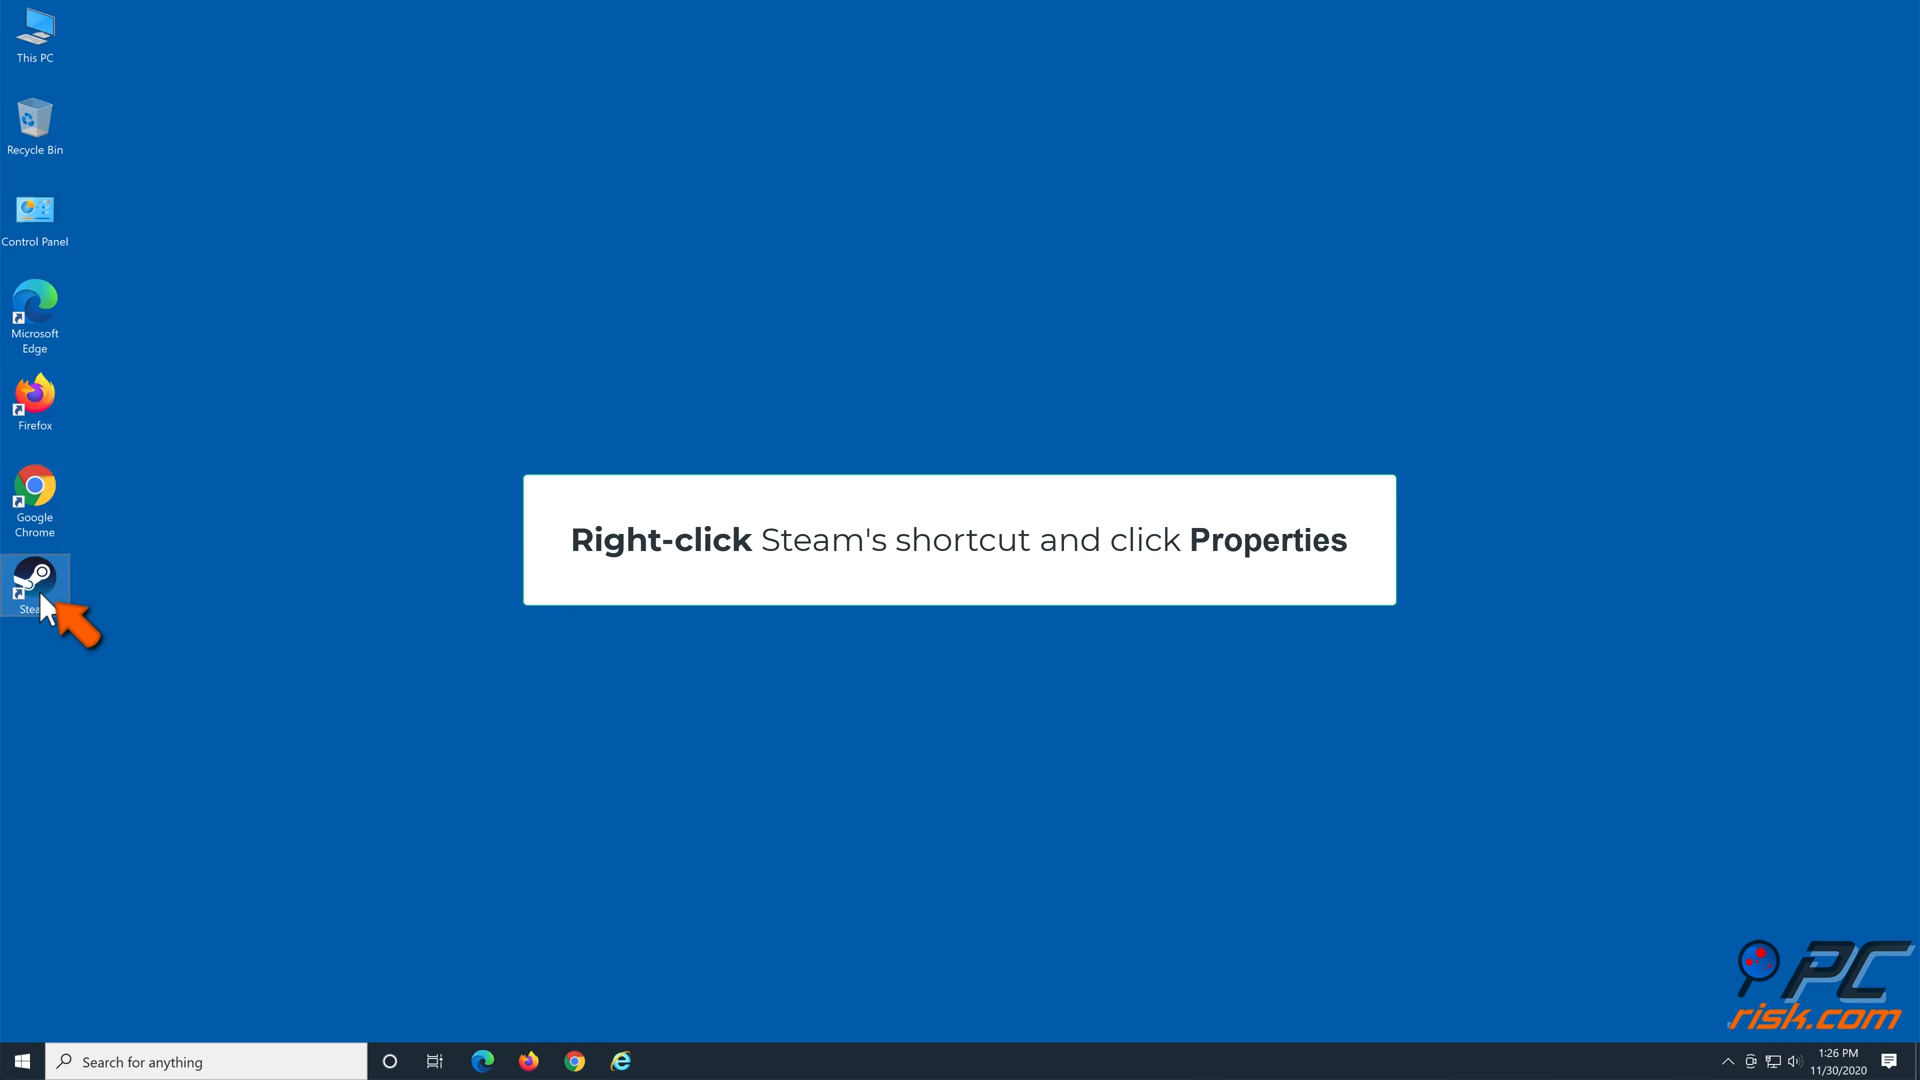 This PC
Recycle Bin
Control Panel
Microsoft
Edge
Firefox
Google
Chrome
Right-click Steam's shortcut and click Properties
PC
risk.com
Search for anything
1:26 PM
11/30/2020